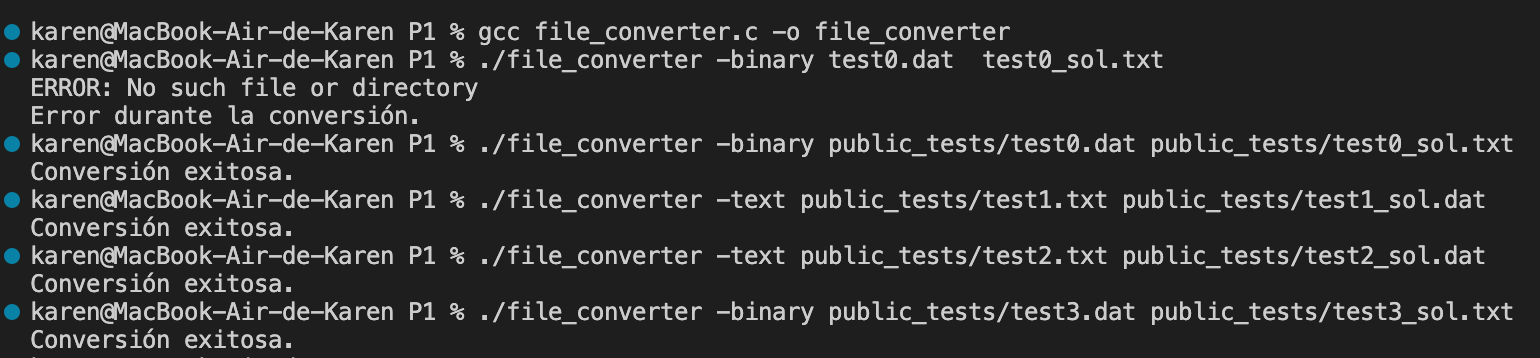 karen@MacBook-Air-de-Karen P1 % gcc file_converter.c -o file_converter
karen@MacBook-Air-de-Karen P1 % ./file_converter -binary test0.dat  test0_sol.txt
ERROR: No such file or directory
Error durante la conversión.
karen@MacBook-Air-de-Karen P1 % ./file_converter -binary public_tests/test0.dat public_tests/test0_sol.txt
Conversión exitosa.
karen@MacBook-Air-de-Karen P1 % ./file_converter -text public_tests/test1.txt public_tests/test1_sol.dat
Conversión exitosa.
karen@MacBook-Air-de-Karen P1 % ./file_converter -text public_tests/test2.txt public_tests/test2_sol.dat
Conversión exitosa.
karen@MacBook-Air-de-Karen P1 % ./file_converter -binary public_tests/test3.dat public_tests/test3_sol.txt
Conversión exitosa.